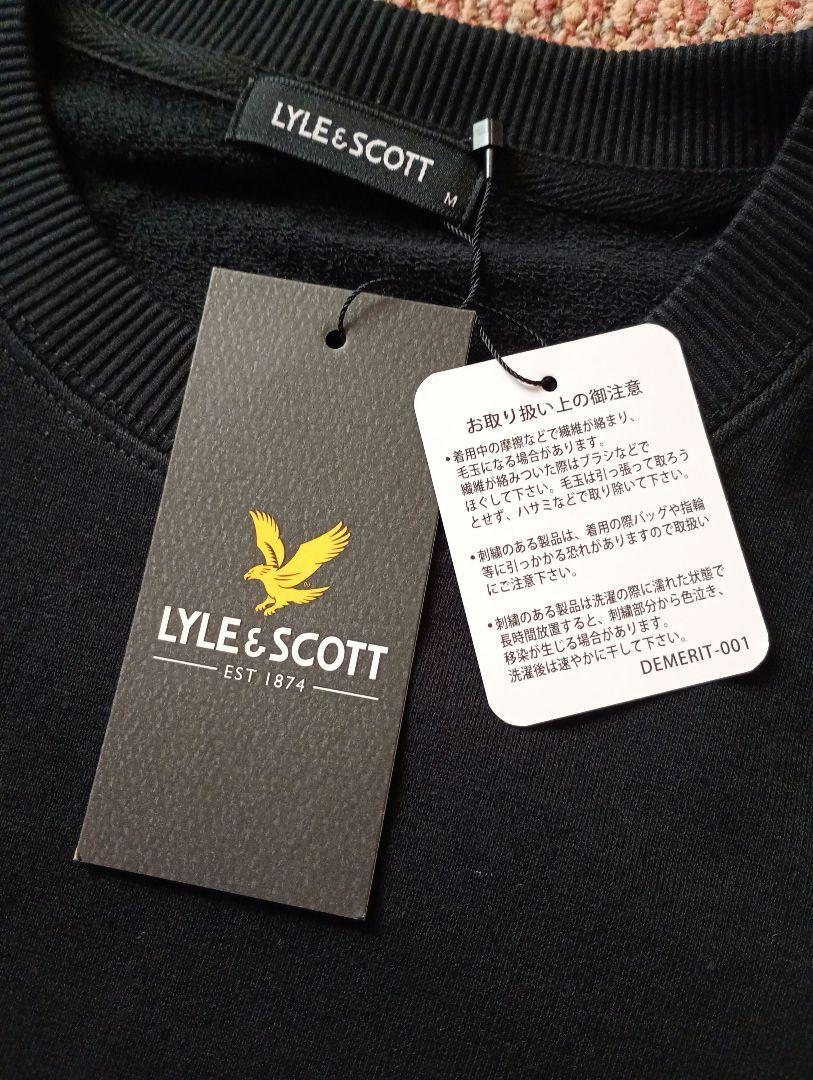 LYLE & SCOTT
M
LYLE & SCOTT
EST 1874
お取り扱い上の御注意
•着用中の摩擦などで繊維が絡まり、
毛玉になる場合があります。
繊維が絡みついた際はブラシなどで
ほぐして下さい。毛玉は引っ張って取ろう
とせず、ハサミなどで取り除いて下さい。
•刺繍のある製品は、着用の際バッグや指輪
等に引っかかる恐れがありますので取扱い
にご注意下さい。
•刺繍のある製品は洗濯の際に濡れた状態で
長時間放置すると、刺繍部分から色泣き、
移染が生じる場合があります。
洗濯後は速やかに干して下さい。
DEMERIT-001